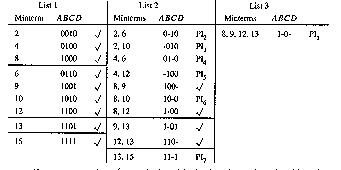 List 1 List 2 List 3
Minterm ABCD Minterms ABCD Minterms ABCD
2 0010 ✓ 2, 6 0-10 PI₂ 8, 9, 12, 13 1-0- PI₁
4 0100 ✓ 2, 10 -010 PI₃
8 1000 ✓ 4, 6 01-0 PI₄
6 0110 ✓ 4, 12 -100 PI₅
9 1001 ✓ 8, 9 100- ✓
10 1010 ✓ 8, 10 10-0 PI₆
12 1100 ✓ 8, 12 1-00 ✓
13 1101 ✓ 9, 13 1-01 ✓
15 1111 ✓ 12, 13 110- ✓
13, 15 11-1 PI₇